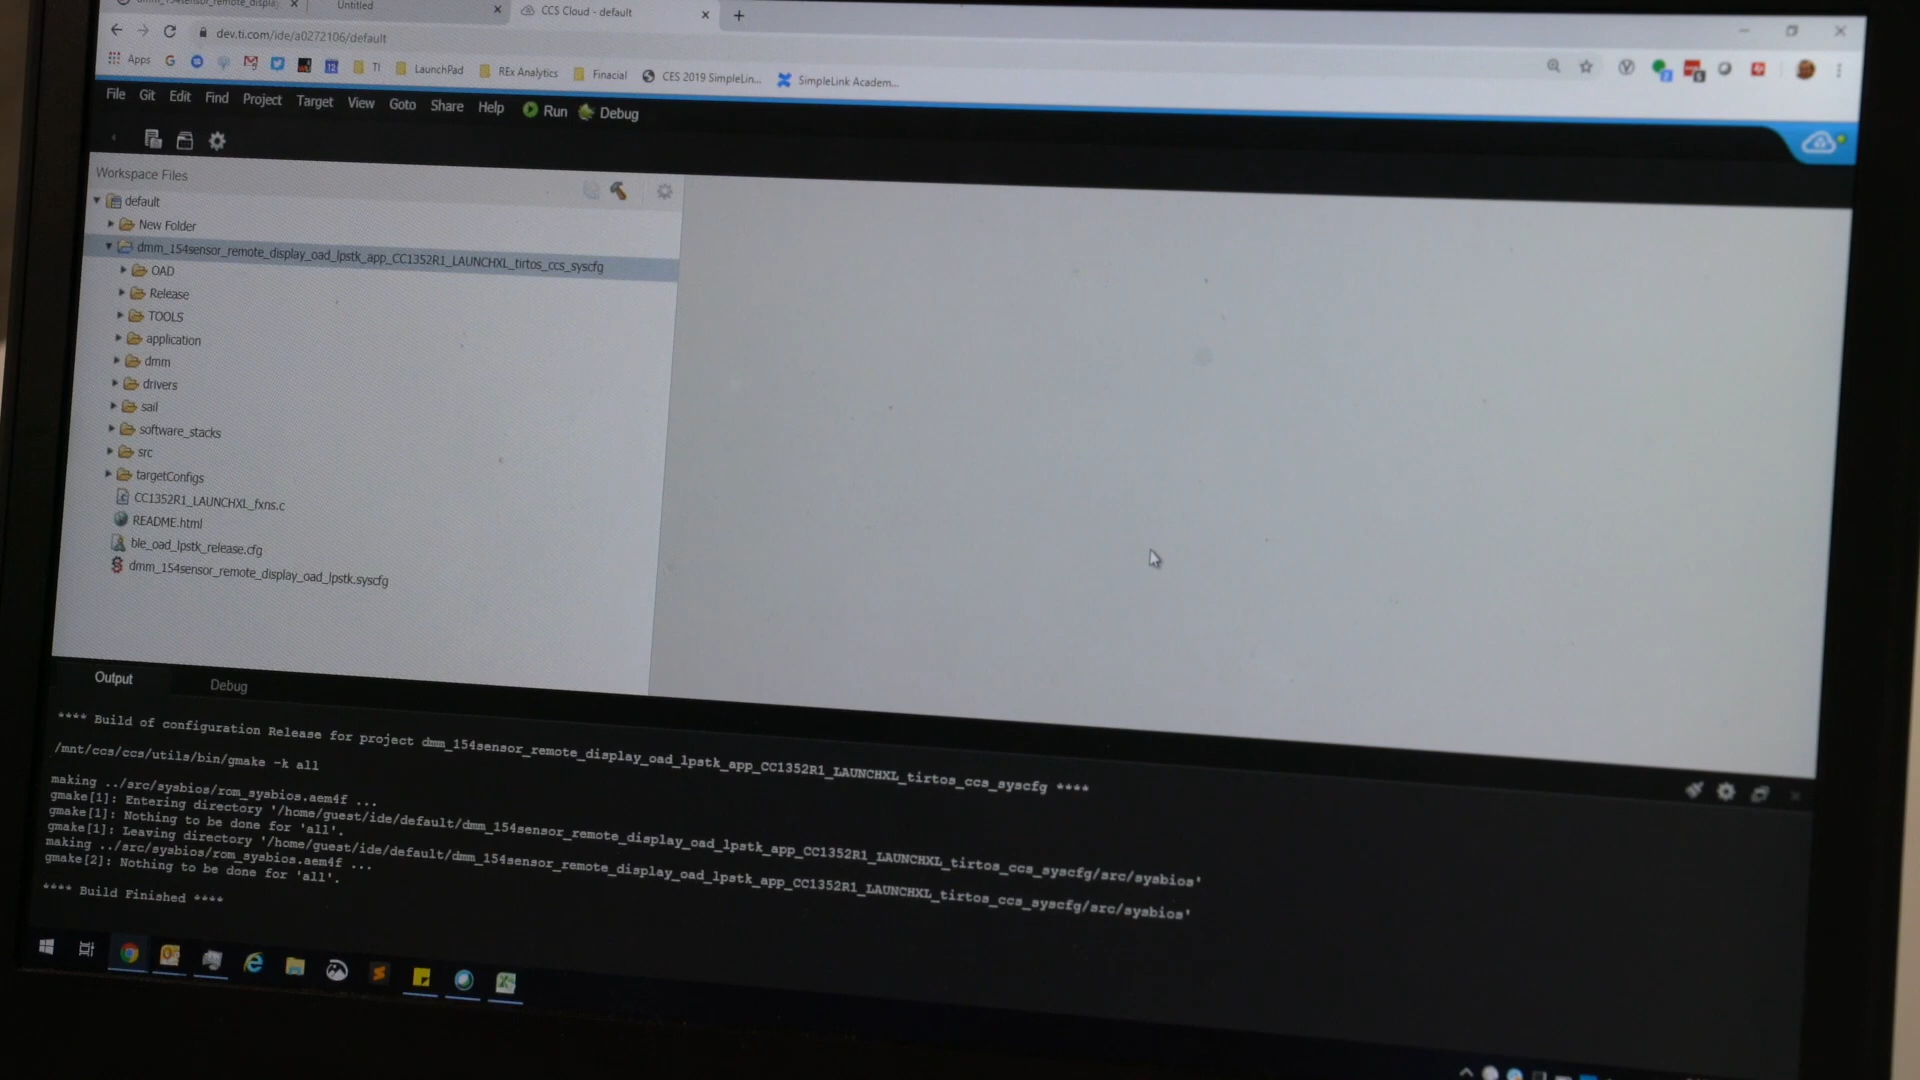 Untitled
CCS Cloud - default
dev.ti.com/ide/a0272106/default
Apps
TI
LaunchPad
REx Analytics
Finacial
CES 2019 SimpleLin...
SimpleLink Academ...
File Git Edit Find Project Target View Goto Share Help Run Debug
Workspace Files
default
New Folder
dmm_154sensor_remote_display_oad_lpstk_app_CC1352R1_LAUNCHXL_tirtos_ccs_syscfg
OAD
Release
TOOLS
application
dmm
drivers
sail
software_stacks
src
targetConfigs
CC1352R1_LAUNCHXL_fxns.c
README.html
ble_oad_lpstk_release.cfg
dmm_154sensor_remote_display_oad_lpstk.syscfg
Output Debug
**** Build of configuration Release for project dmm_154sensor_remote_display_oad_lpstk_app_CC1352R1_LAUNCHXL_tirtos_ccs_syscfg ****
/mnt/ccs/ccs/utils/bin/gmake -k all
making ../src/sysbios/rom_sysbios.aem4f ...
gmake[1]: Entering directory '/home/guest/ide/default/dmm_154sensor_remote_display_oad_lpstk_app_CC1352R1_LAUNCHXL_tirtos_ccs_syscfg/src/sysbios'
gmake[1]: Nothing to be done for 'all'.
gmake[1]: Leaving directory '/home/guest/ide/default/dmm_154sensor_remote_display_oad_lpstk_app_CC1352R1_LAUNCHXL_tirtos_ccs_syscfg/src/sysbios'
making ../src/sysbios/rom_sysbios.aem4f ...
gmake[2]: Nothing to be done for 'all'.
**** Build Finished ****